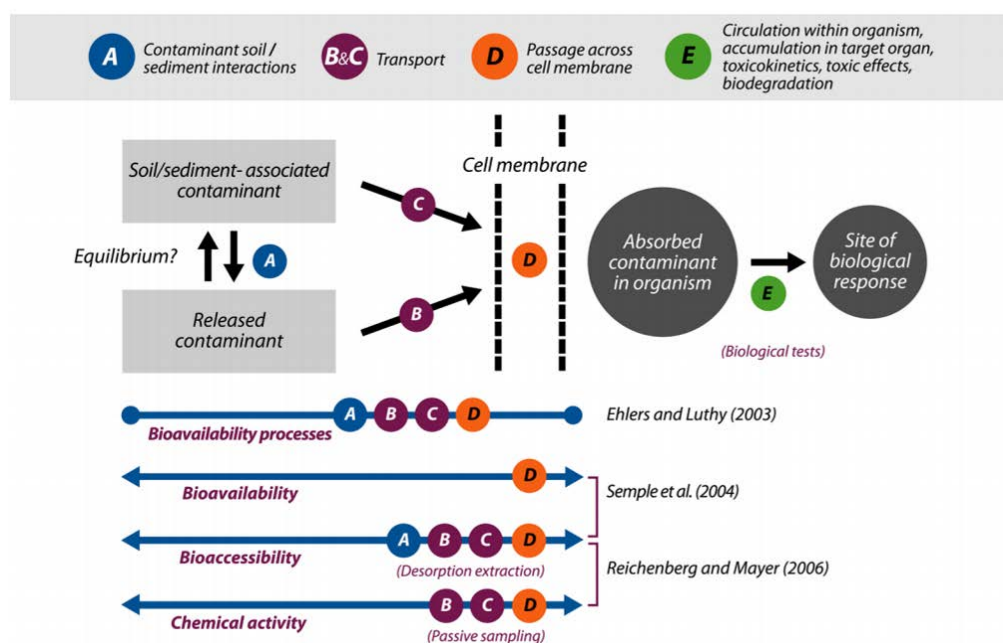 A
Contaminant soil /
sediment interactions
B&C
Transport
D
Passage across
cell membrane
E
Circulation within organism,
accumulation in target organ,
toxicokinetics, toxic effects,
biodegradation
Soil/sediment- associated
contaminant
Cell membrane
C
Equilibrium?
A
D
Absorbed
contaminant
in organism
Site of
biological
response
E
Released
contaminant
B
(Biological tests)
A B C D
Ehlers and Luthy (2003)
Bioavailability processes
D
Bioavailability
Semple et al. (2004)
A B C D
Bioaccessibility
(Desorption extraction)
Reichenberg and Mayer (2006)
B C D
Chemical activity
(Passive sampling)